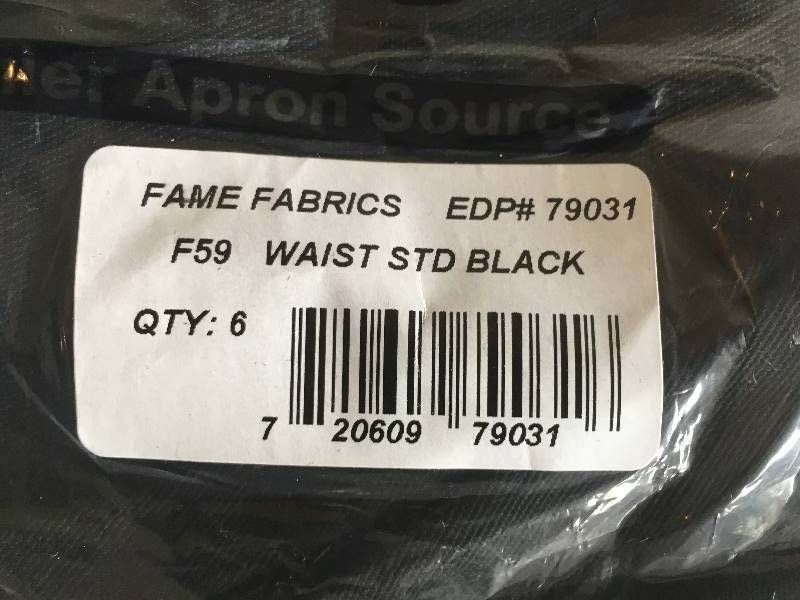 Apron Source
FAME FABRICS EDP# 79031
F59 WAIST STD BLACK
QTY: 6
7 20609 79031